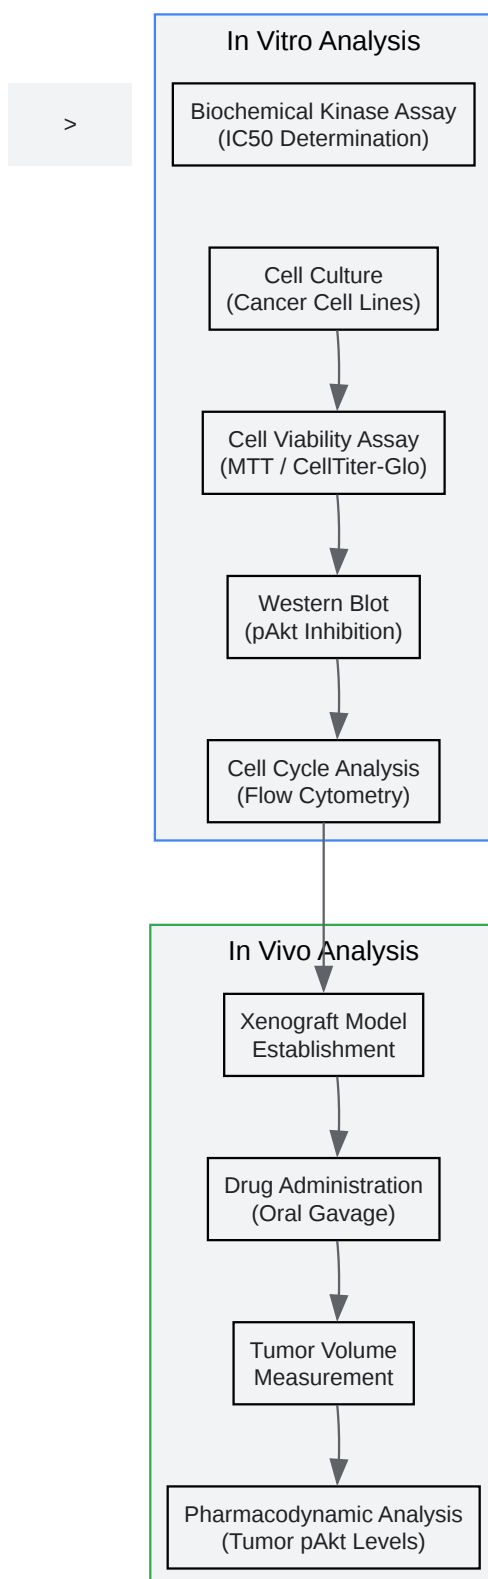 In Vitro Analysis
>
Biochemical Kinase Assay
(IC50 Determination)
Cell Culture
(Cancer Cell Lines)
Cell Viability Assay
(MTT / CellTiter-Glo)
Western Blot
(pAkt Inhibition)
Cell Cycle Analysis
(Flow Cytometry)
In Vivo Analysis
Xenograft Model
Establishment
Drug Administration
(Oral Gavage)
Tumor Volume
Measurement
Pharmacodynamic Analysis
(Tumor pAkt Levels)